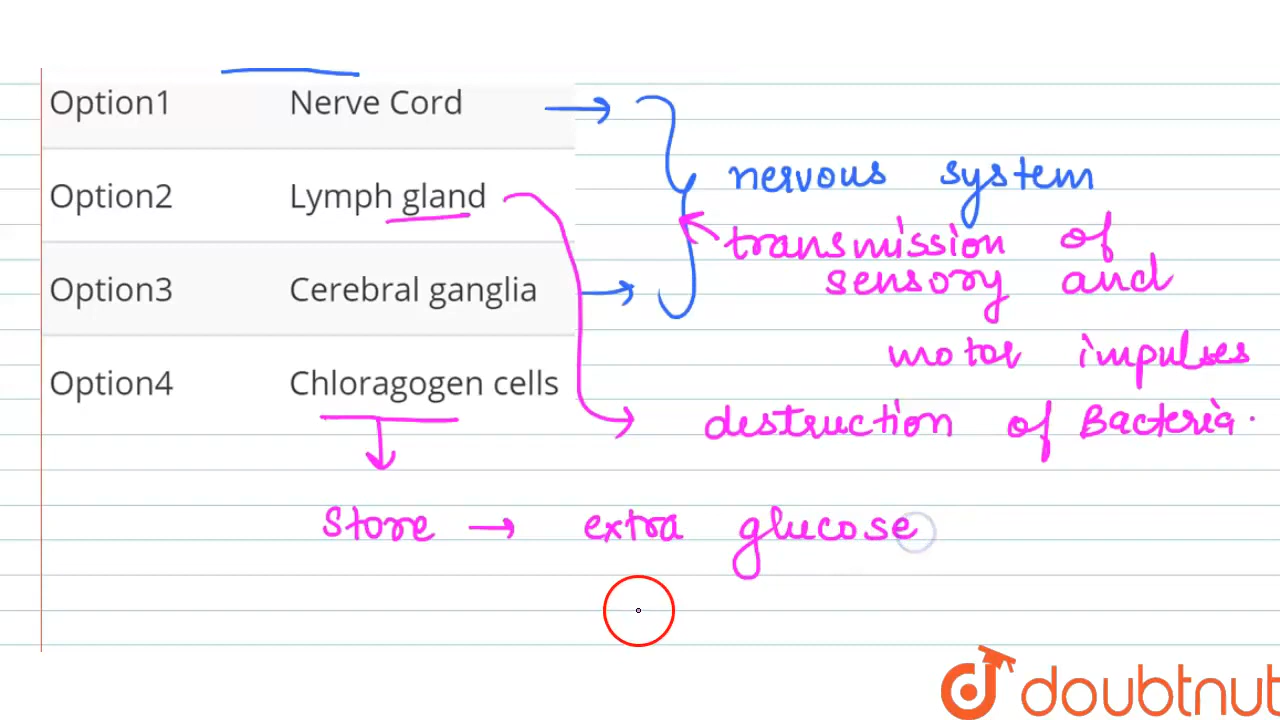 Option1 Nerve Cord
nervous system
Option2 Lymph gland
transmission of
sensory and
Option3 Cerebral ganglia
motor impulses
Option4 Chloragogen cells
destruction of Bacteria.
Store → extra glucose
doubtnut